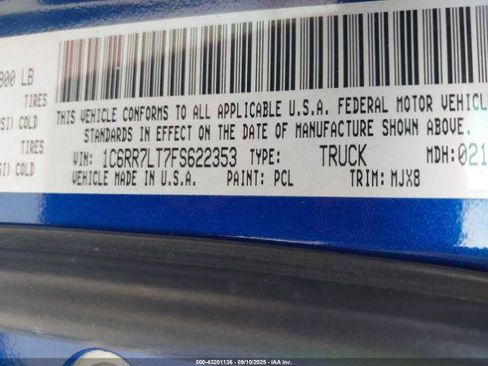 800 LB
TIRES
SI) COLD
TIRES
SI) COLD
THIS VEHICLE CONFORMS TO ALL APPLICABLE U.S.A. FEDERAL MOTOR VEHICLE
STANDARDS IN EFFECT ON THE DATE OF MANUFACTURE SHOWN ABOVE.
VIN: 1C6RR7LT7FS622353 TYPE: TRUCK MDH:021
VEHICLE MADE IN U.S.A. PAINT: PCL TRIM: MJX8
000-43201136 - 09/10/2025 - IAA Inc.